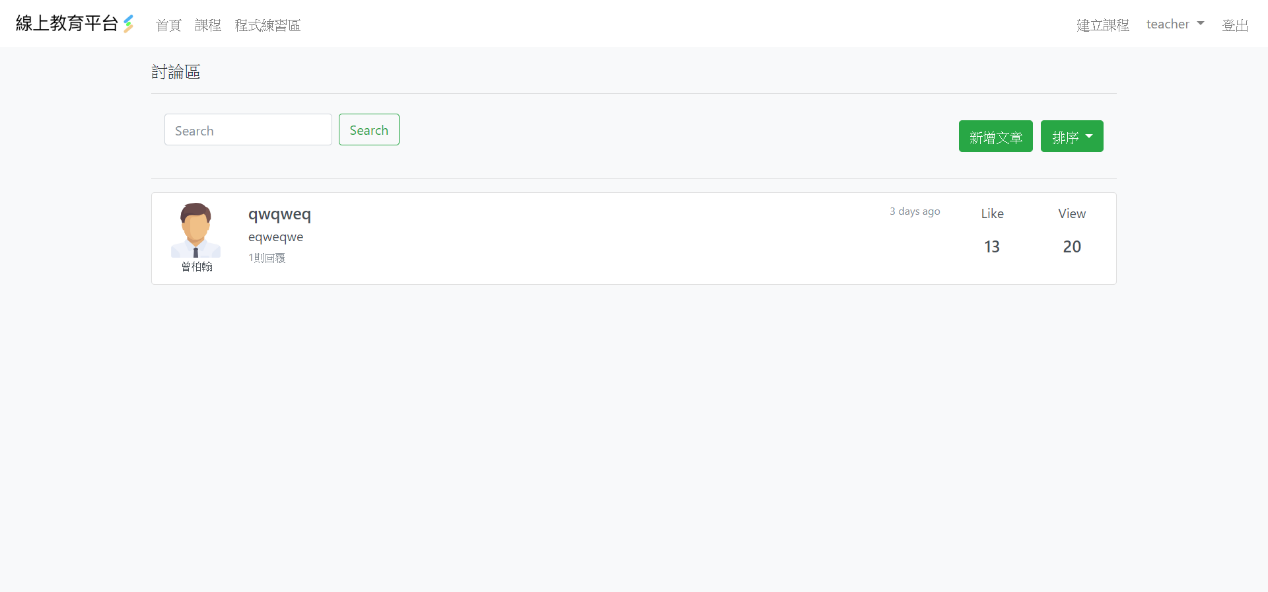 線上教育平台 首頁 課程 程式練習區 建立課程 teacher 登出
討論區
Search Search 新增文章 排序
qwqweq 3 days ago Like View
eqweqwe 13 20
1則回覆
曾柏翰